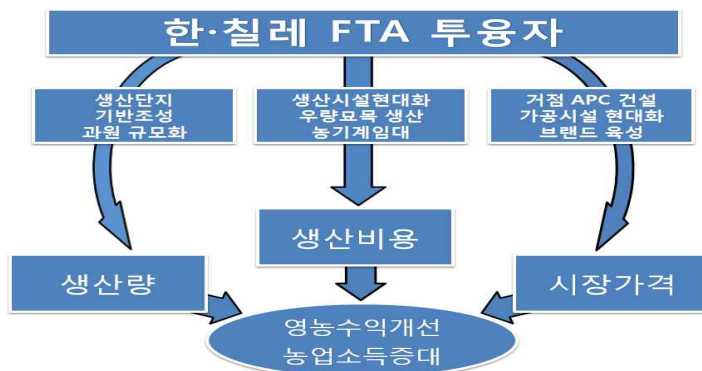 한·칠레 FTA 투융자
생산단지
기반조성
과원 규모화
생산시설현대화
우량묘목 생산
농기계임대
거점 APC 건설
가공시설 현대화
브랜드 육성
생산비용
생산량
시장가격
영농수익개선
농업소득증대